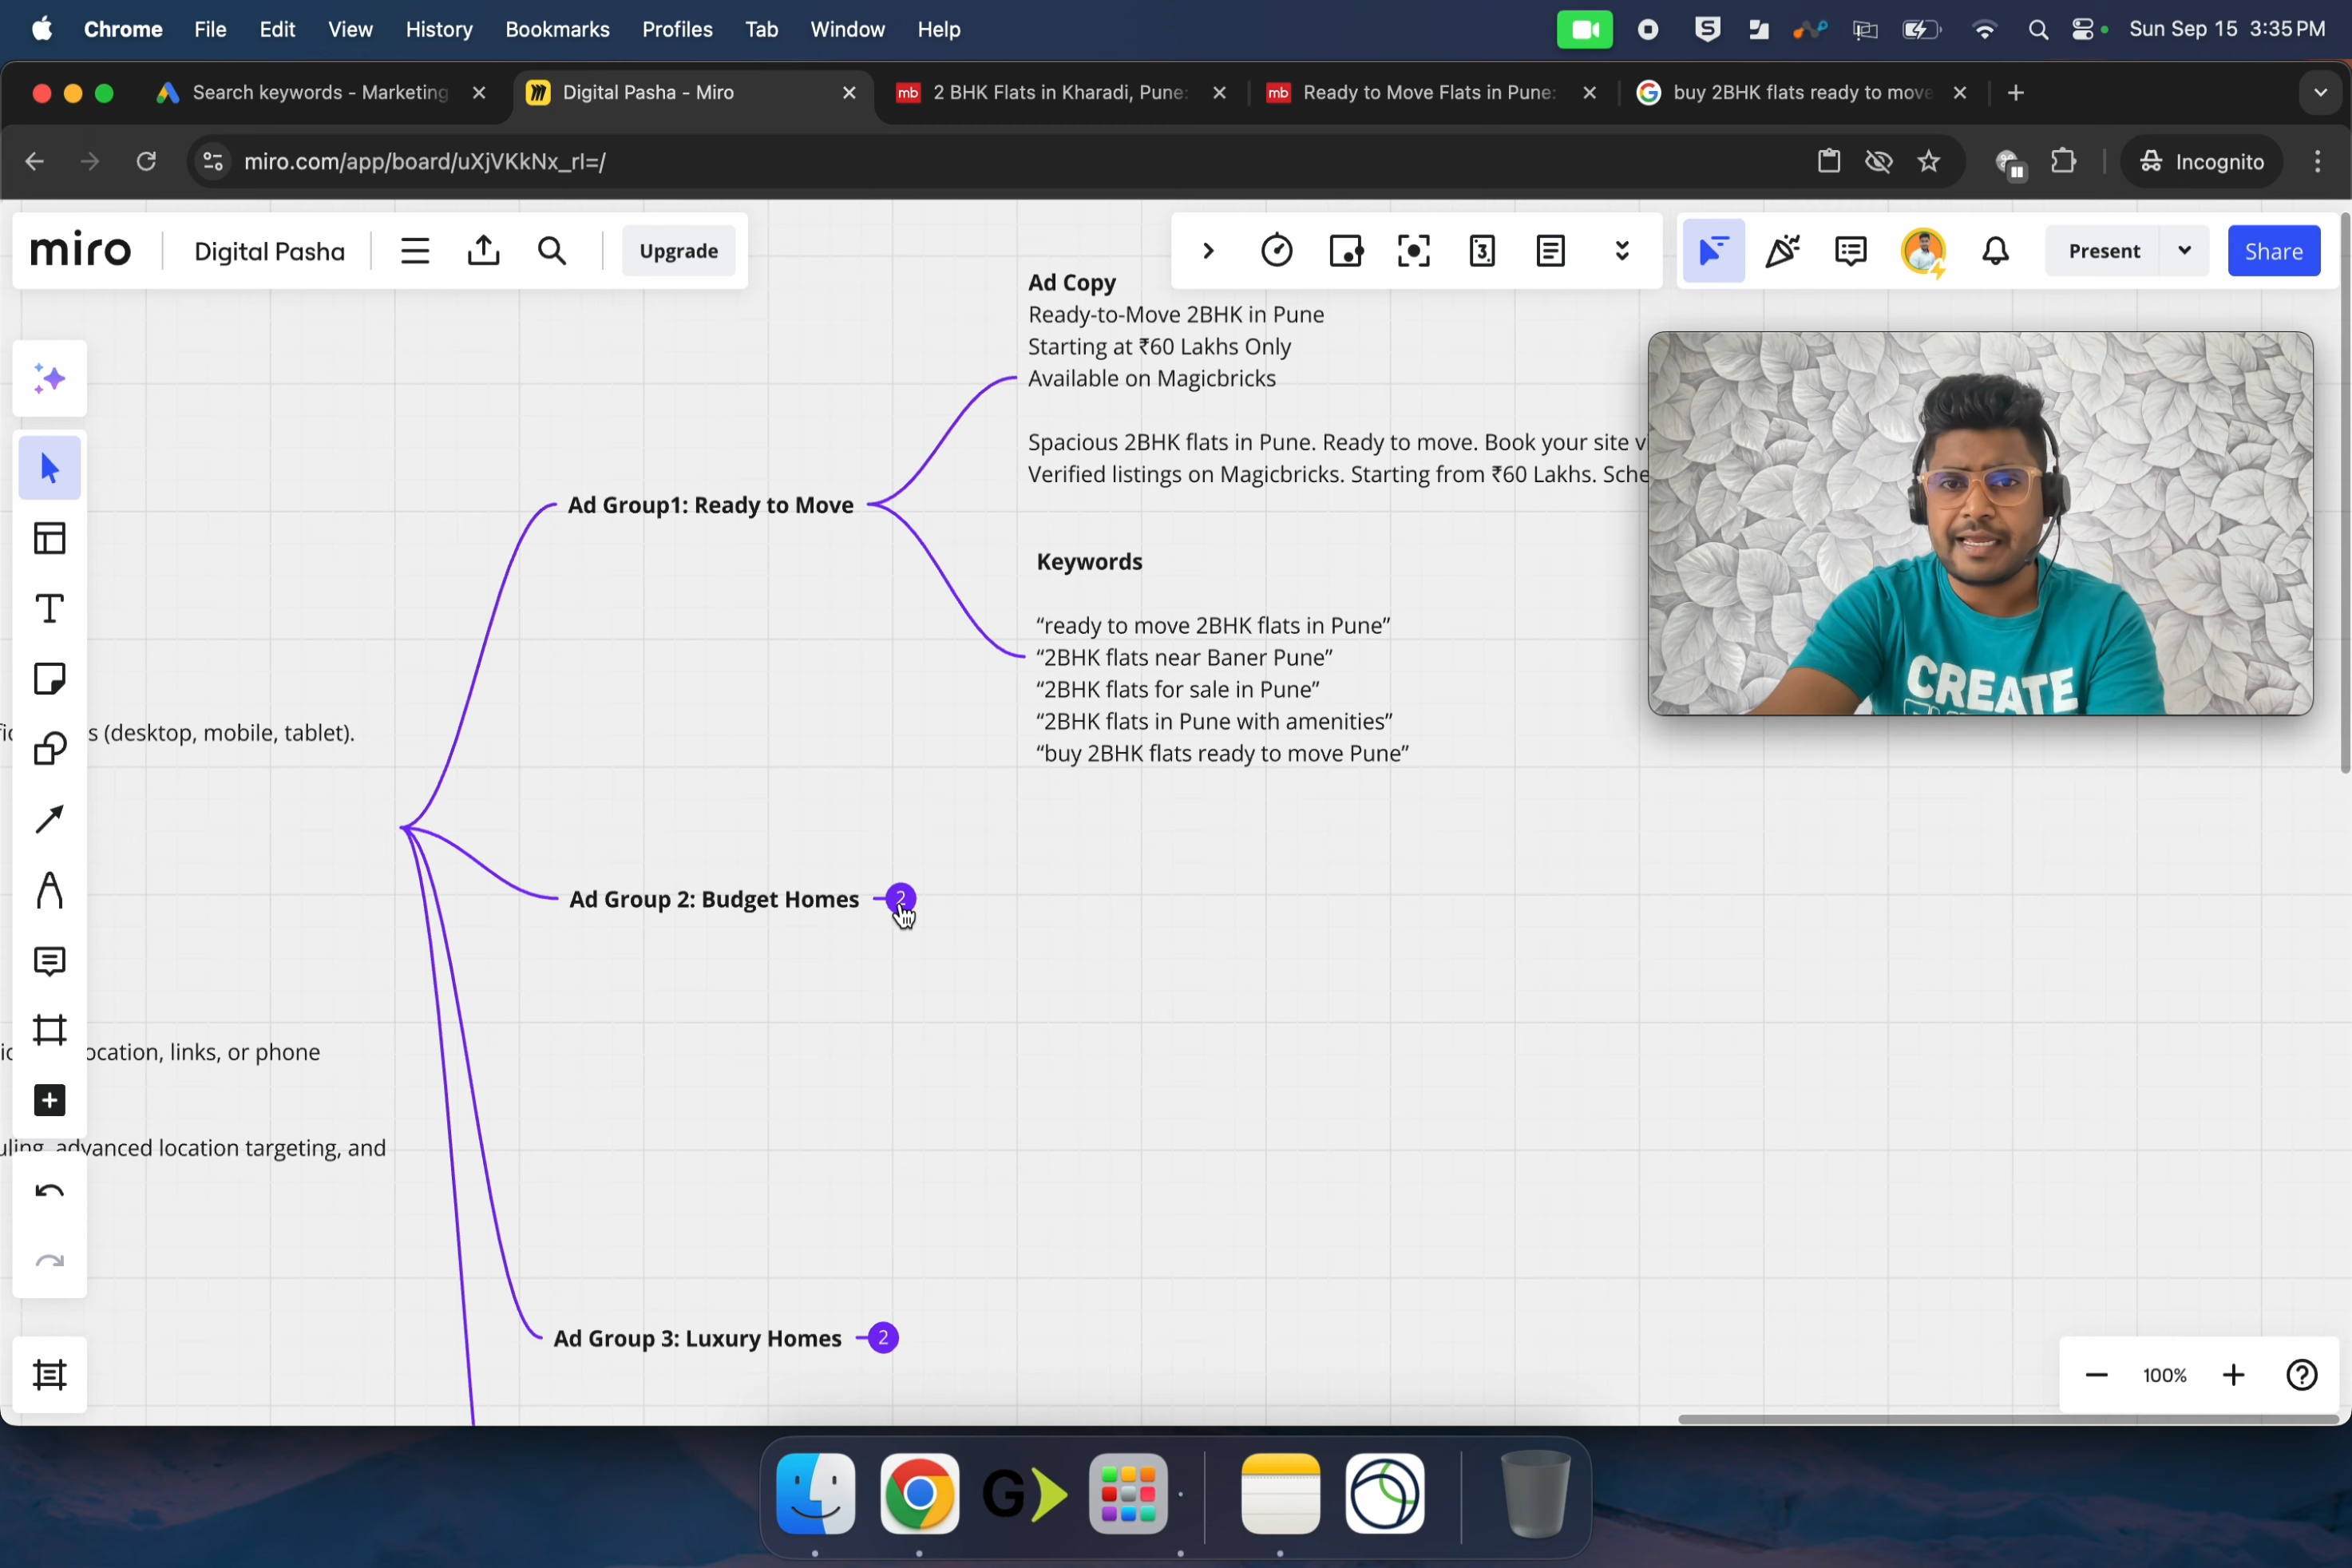 Chrome File Edit View History Bookmarks Profiles Tab Window Help Sun Sep 15 3:35 PM
Search keywords - Marketing
Digital Pasha - Miro
mb 2 BHK Flats in Kharadi, Pune:
mb Ready to Move Flats in Pune:
buy 2BHK flats ready to move
miro.com/app/board/uXjVKkNx_rI=/
Incognito
miro
Digital Pasha
Upgrade
3
Present
Share
Ad Copy
Ready-to-Move 2BHK in Pune
Starting at ₹60 Lakhs Only
Available on Magicbricks
Spacious 2BHK flats in Pune. Ready to move. Book your site v
Verified listings on Magicbricks. Starting from ₹60 Lakhs. Sche
Ad Group1: Ready to Move
Keywords
“ready to move 2BHK flats in Pune”
“2BHK flats near Baner Pune”
“2BHK flats for sale in Pune”
“2BHK flats in Pune with amenities”
“buy 2BHK flats ready to move Pune”
CREATE
s (desktop, mobile, tablet).
Ad Group 2: Budget Homes 2
ocation, links, or phone
uling, advanced location targeting, and
Ad Group 3: Luxury Homes 2
100%